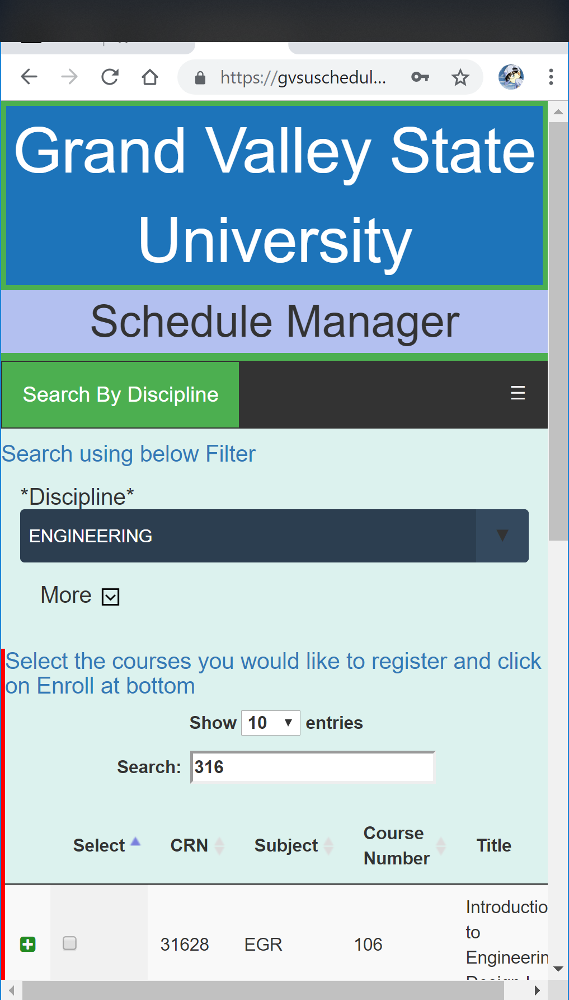 https://gvsuschedul...
Grand Valley State
University
Schedule Manager
Search By Discipline
Search using below Filter
*Discipline*
ENGINEERING
More
Select the courses you would like to register and click
on Enroll at bottom
Show 10 entries
Search: 316
Select CRN Subject Course Number Title
31628 EGR 106 Introductio
to
Engineerin